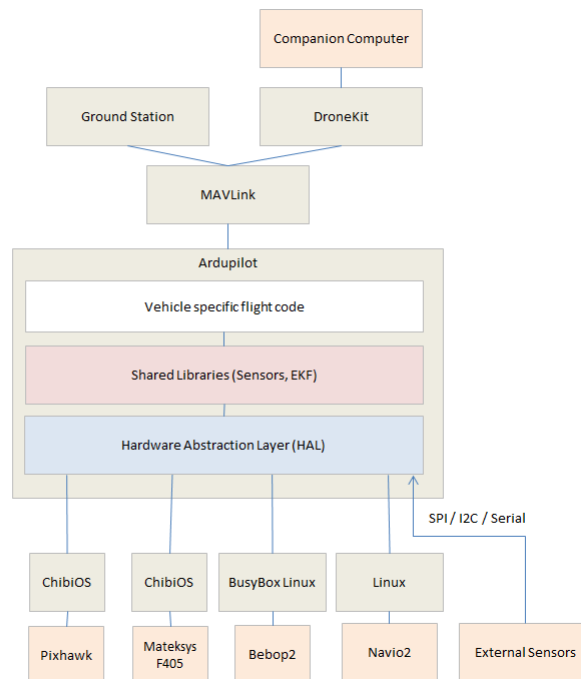 Companion Computer
Ground Station
DroneKit
MAVLink
Ardupilot
Vehicle specific flight code
Shared Libraries (Sensors, EKF)
Hardware Abstraction Layer (HAL)
SPI / I2C / Serial
ChibiOS
ChibiOS
BusyBox Linux
Linux
Pixhawk
Mateksys
F405
Bebop2
Navio2
External Sensors